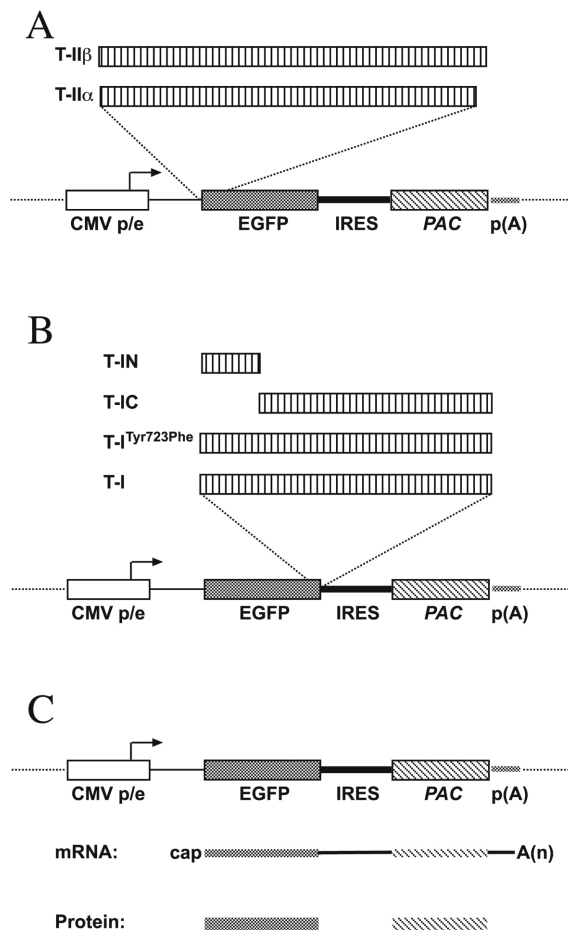 A
T-IIβ
T-IIα
CMV p/e EGFP IRES PAC p(A)
B
T-IN
T-IC
T-I^Tyr723Phe
T-I
CMV p/e EGFP IRES PAC p(A)
C
CMV p/e EGFP IRES PAC p(A)
mRNA: cap A(n)
Protein: